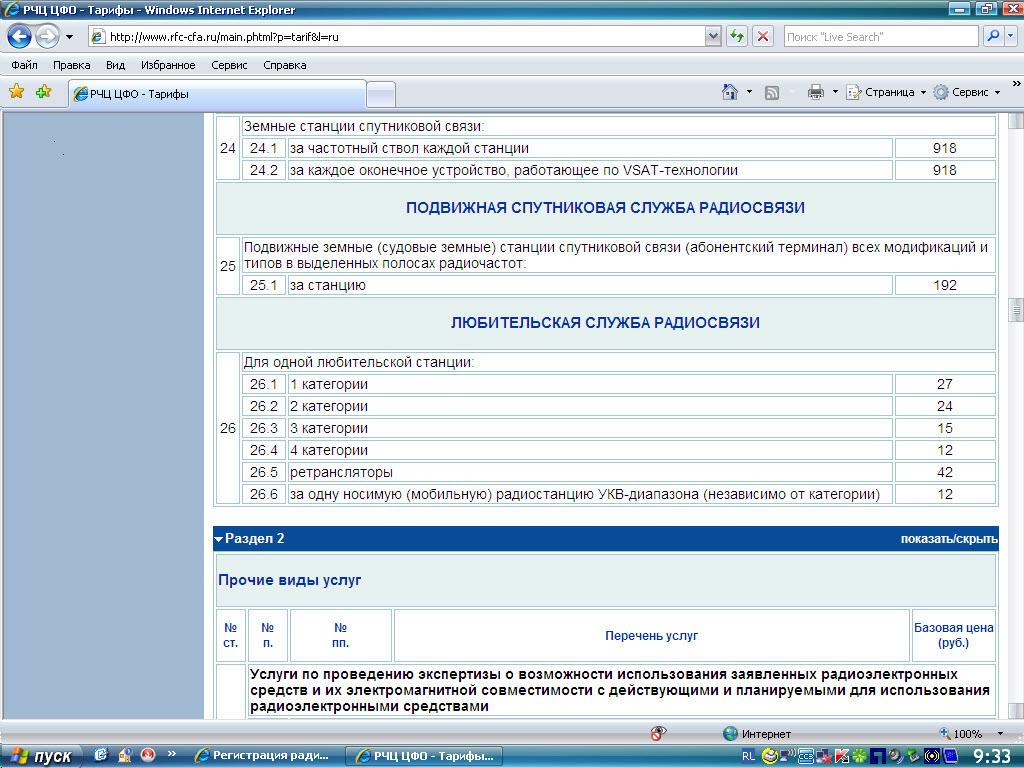 РЧЦ ЦФО - Тарифы - Windows Internet Explorer
http://www.rfc-cfa.ru/main.phtml?p=tarif&l=ru
Поиск "Live Search"
Файл Правка Вид Избранное Сервис Справка
РЧЦ ЦФО - Тарифы
Страница Сервис »
24 Земные станции спутниковой связи:
24.1 за частотный ствол каждой станции 918
24.2 за каждое оконечное устройство, работающее по VSAT-технологии 918
ПОДВИЖНАЯ СПУТНИКОВАЯ СЛУЖБА РАДИОСВЯЗИ
25 Подвижные земные (судовые земные) станции спутниковой связи (абонентский терминал) всех модификаций и
типов в выделенных полосах радиочастот:
25.1 за станцию 192
ЛЮБИТЕЛЬСКАЯ СЛУЖБА РАДИОСВЯЗИ
26 Для одной любительской станции:
26.1 1 категории 27
26.2 2 категории 24
26.3 3 категории 15
26.4 4 категории 12
26.5 ретрансляторы 42
26.6 за одну носимую (мобильную) радиостанцию УКВ-диапазона (независимо от категории) 12
Раздел 2 показать/скрыть
Прочие виды услуг
№ ст. № п. № пп. Перечень услуг Базовая цена (руб.)
Услуги по проведению экспертизы о возможности использования заявленных радиоэлектронных
средств и их электромагнитной совместимости с действующими и планируемыми для использования
радиоэлектронными средствами
Интернет 100%
пуск » Регистрация ради... РЧЦ ЦФО - Тарифы... RL 9:33